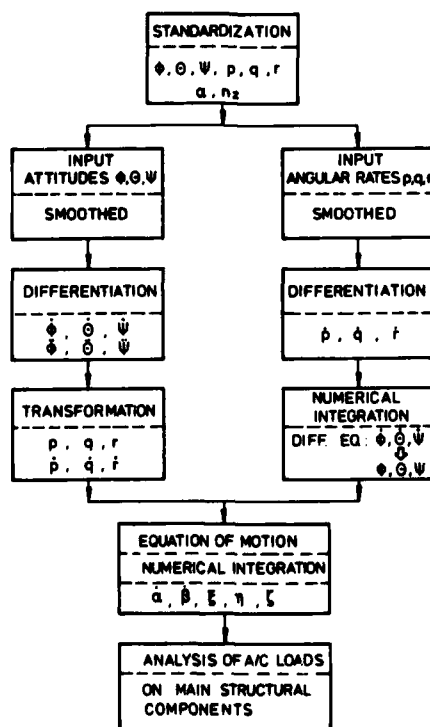 STANDARDIZATION
Φ, Θ, Ψ, p, q, r
α, nz
INPUT
ATTITUDES Φ,Θ,Ψ
SMOOTHED
INPUT
ANGULAR RATES p,q,r
SMOOTHED
DIFFERENTIATION
Φ̇ , Θ̇ , Ψ̇
Φ̈ , Θ̈ , Ψ̈
DIFFERENTIATION
ṗ , q̇ , ṙ
TRANSFORMATION
p , q , r
ṗ , q̇ , ṙ
NUMERICAL
INTEGRATION
DIFF. EQ.: Φ̇,Θ̇,Ψ̇
⇩
Φ,Θ,Ψ
EQUATION OF MOTION
NUMERICAL INTEGRATION
α̇ , β̇ , ξ , η , ζ
ANALYSIS OF A/C LOADS
ON MAIN STRUCTURAL
COMPONENTS